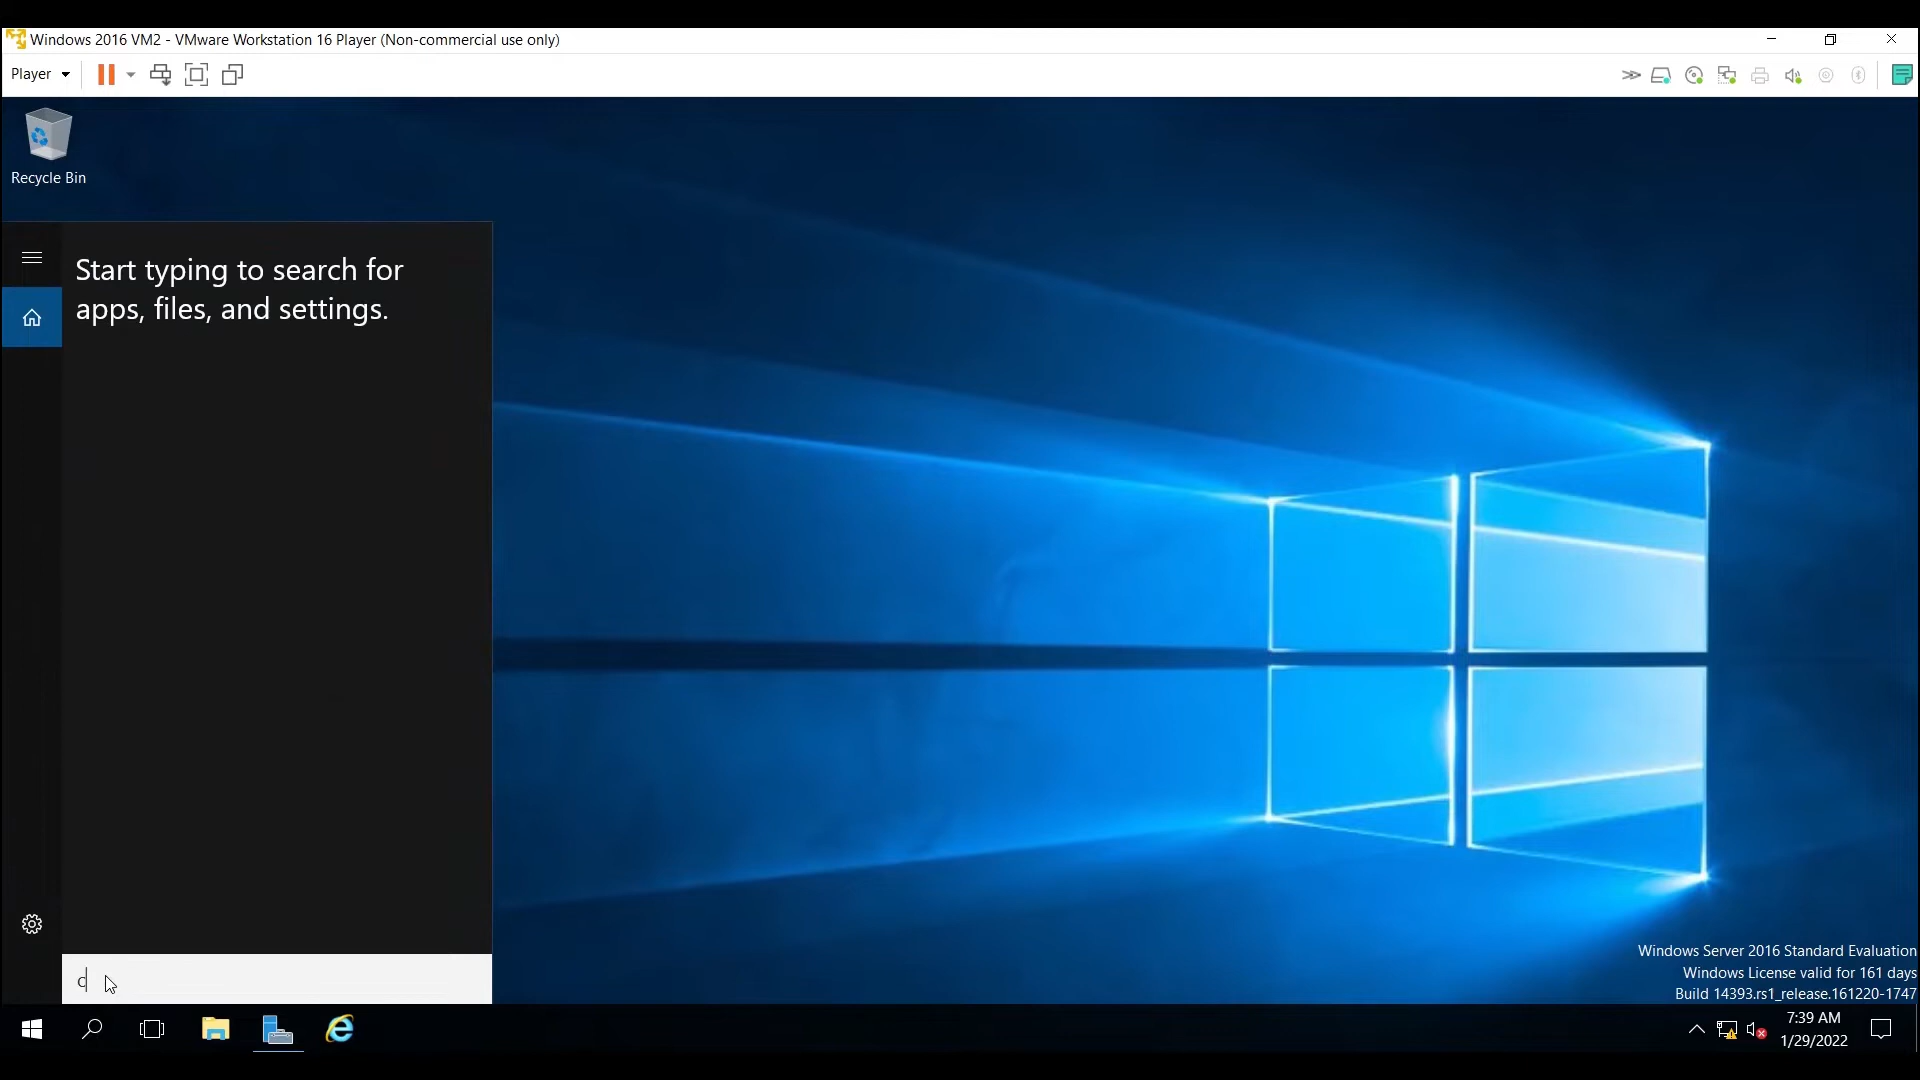 Windows 2016 VM2 - VMware Workstation 16 Player (Non-commercial use only)
Player
Recycle Bin
Start typing to search for
apps, files, and settings.
c
Windows Server 2016 Standard Evaluation
Windows License valid for 161 days
Build 14393.rs1_release.161220-1747
7:39 AM
1/29/2022